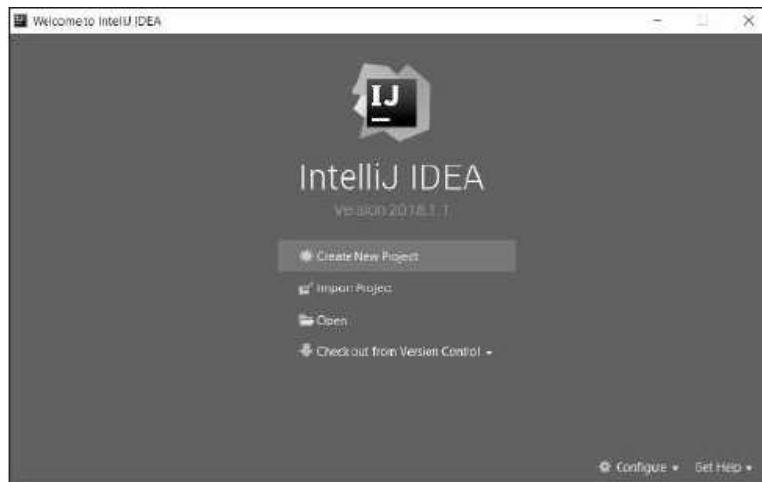 Welcome to IntelliJ IDEA
IJ
IntelliJ IDEA
Version 2018.1.1
Create New Project
Import Project
Open
Check out from Version Control
Configure Get Help